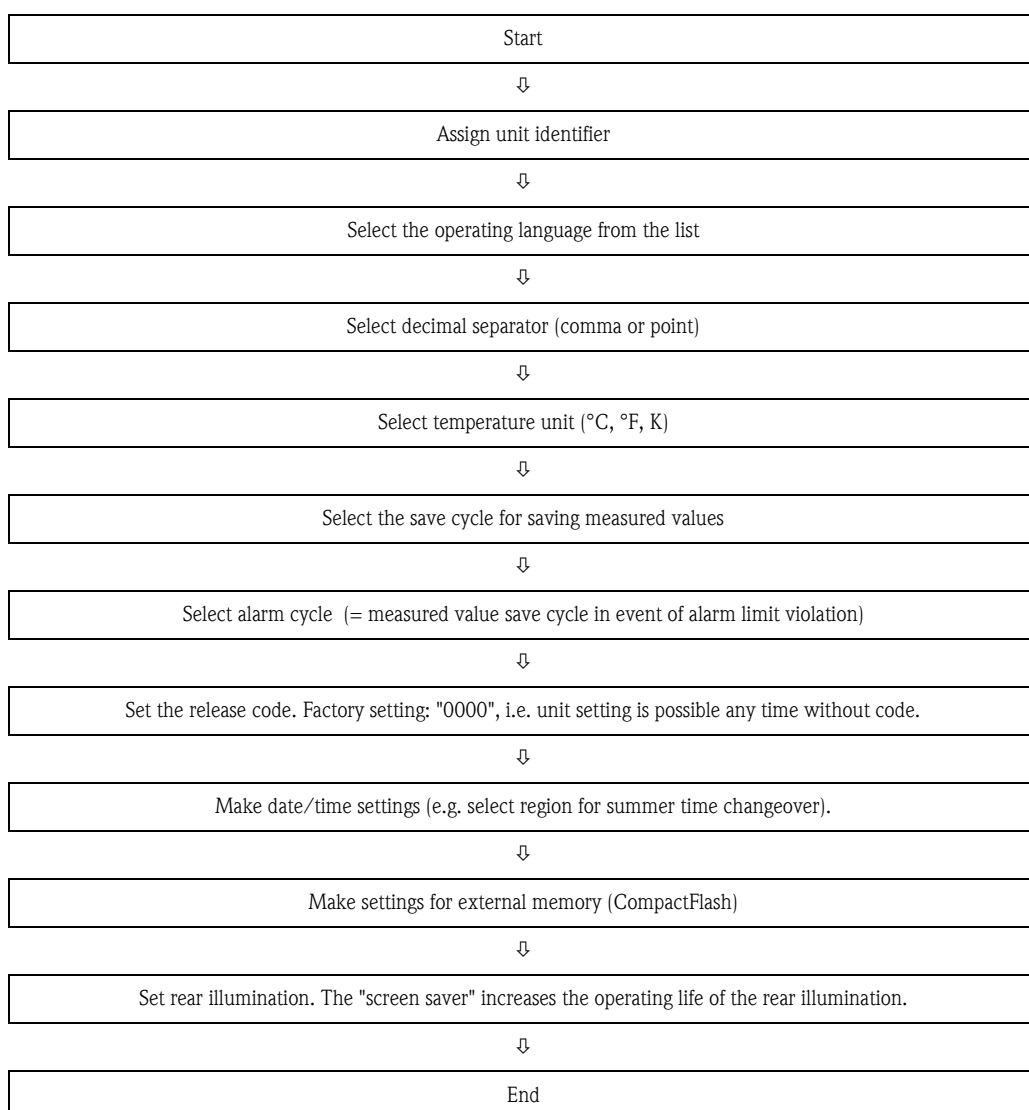 Start
⇩
Assign unit identifier
⇩
Select the operating language from the list
⇩
Select decimal separator (comma or point)
⇩
Select temperature unit (°C, °F, K)
⇩
Select the save cycle for saving measured values
⇩
Select alarm cycle (= measured value save cycle in event of alarm limit violation)
⇩
Set the release code. Factory setting: "0000", i.e. unit setting is possible any time without code.
⇩
Make date/time settings (e.g. select region for summer time changeover).
⇩
Make settings for external memory (CompactFlash)
⇩
Set rear illumination. The "screen saver" increases the operating life of the rear illumination.
⇩
End